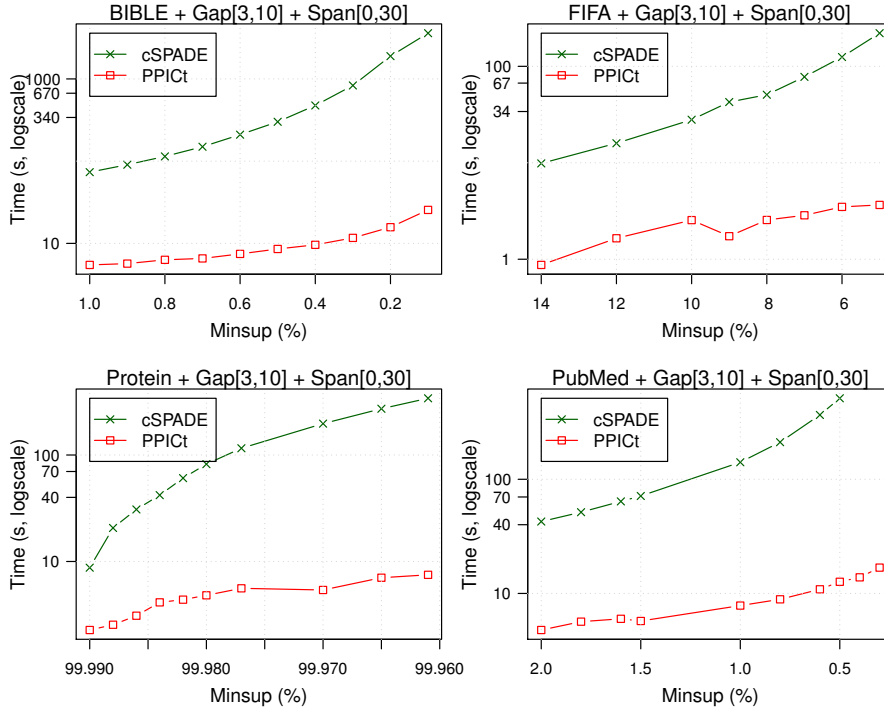 BIBLE + Gap[3,10] + Span[0,30]
Time (s, logscale)
1000
670
340
10
cSPADE
PPICt
1.0 0.8 0.6 0.4 0.2
Minsup (%)
FIFA + Gap[3,10] + Span[0,30]
Time (s, logscale)
100
67
34
1
cSPADE
PPICt
14 12 10 8 6
Minsup (%)
Protein + Gap[3,10] + Span[0,30]
Time (s, logscale)
100
70
40
10
cSPADE
PPICt
99.990 99.980 99.970 99.960
Minsup (%)
PubMed + Gap[3,10] + Span[0,30]
Time (s, logscale)
100
70
40
10
cSPADE
PPICt
2.0 1.5 1.0 0.5
Minsup (%)